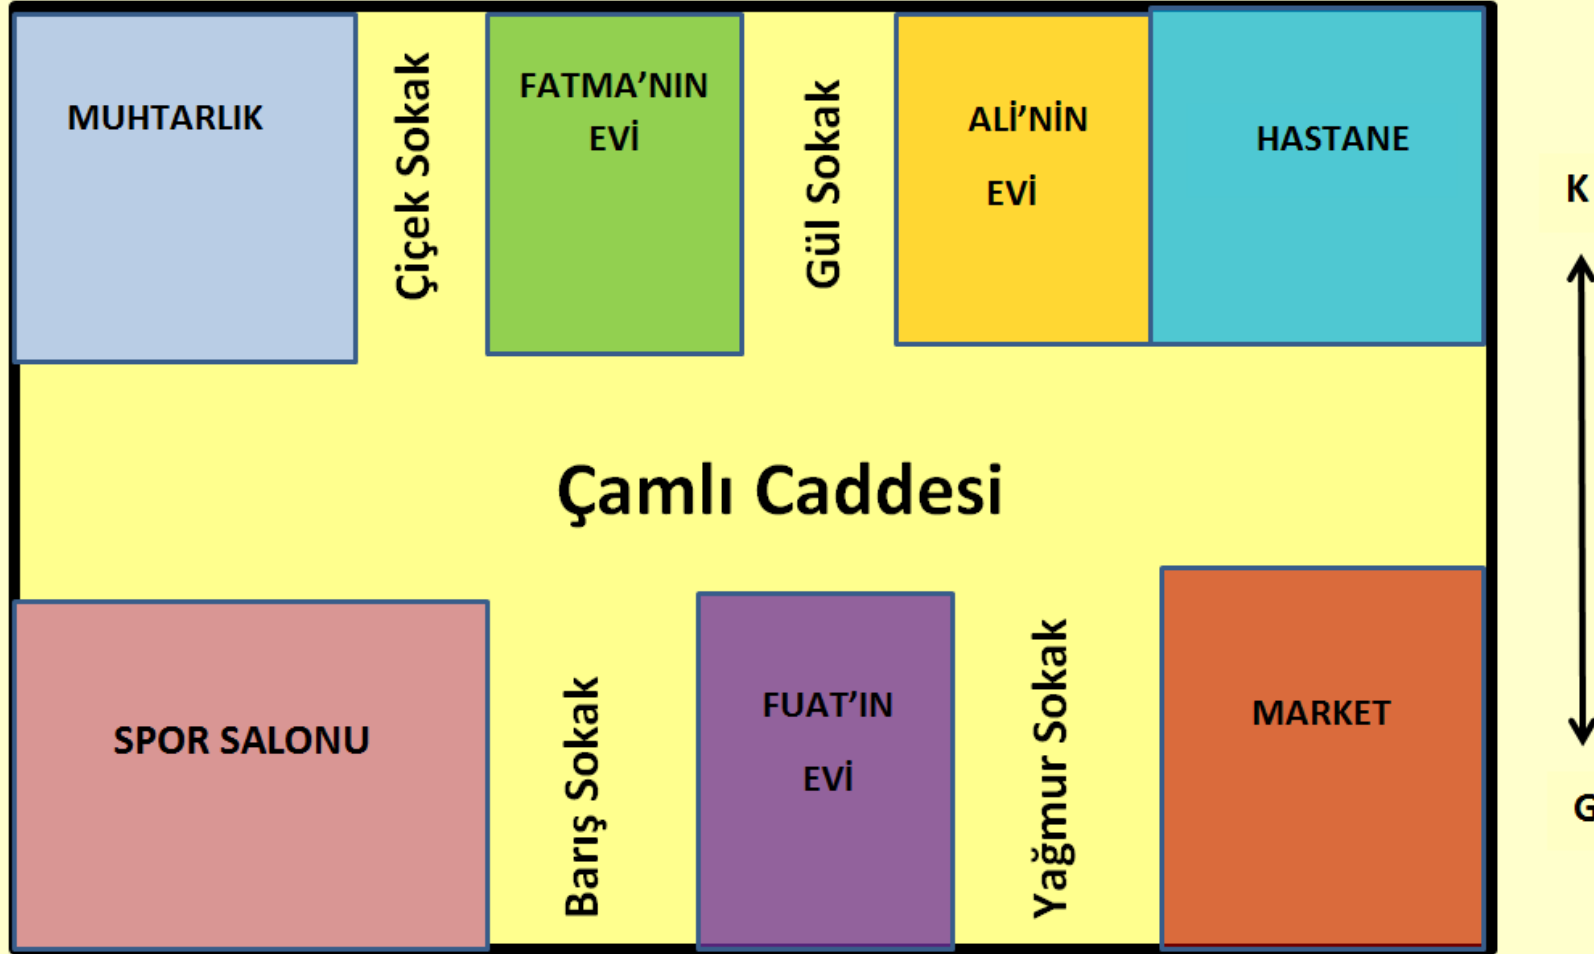 MUHTARLIK
Çiçek Sokak
FATMA’NIN
EVİ
Gül Sokak
ALİ’NİN
EVİ
HASTANE
K
Çamlı Caddesi
SPOR SALONU
Barış Sokak
FUAT’IN
EVİ
Yağmur Sokak
MARKET
G